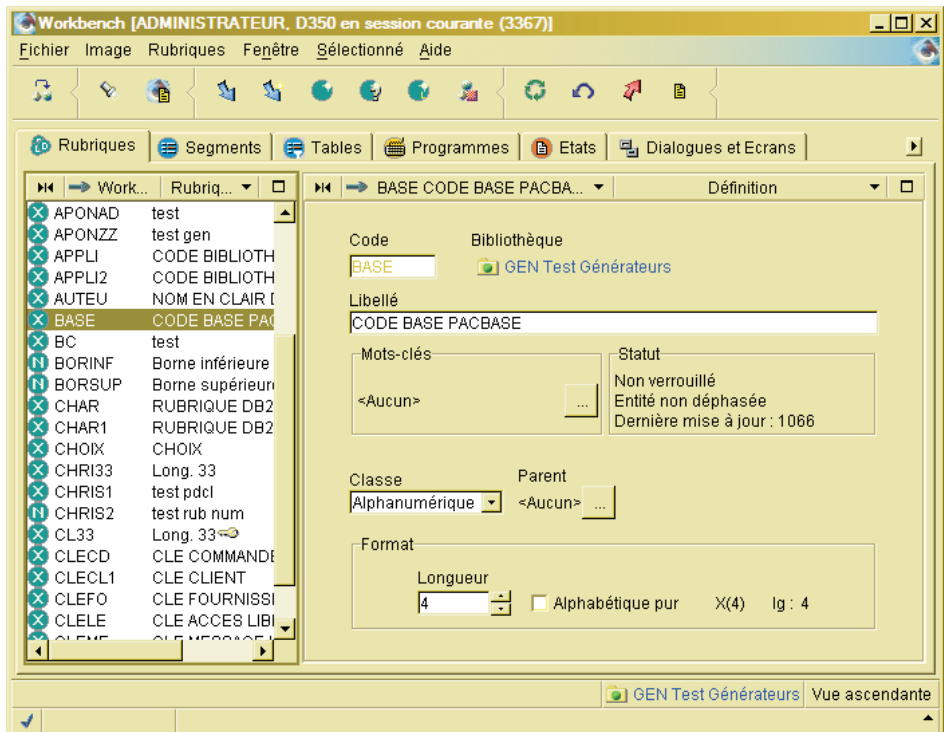 Workbench [ADMINISTRATEUR, D350 en session courante (3367)]
Fichier Image Rubriques Fenêtre Sélectionné Aide
Rubriques Segments Tables Programmes Etats Dialogues et Ecrans
Work... Rubriq...
APONAD test
APONZZ test gen
APPLI CODE BIBLIOTH
APPLI2 CODE BIBLIOTH
AUTEU NOM EN CLAIR
BASE CODE BASE PAC
BC test
BORINF Borne inférieure
BORSUP Borne supérieur
CHAR RUBRIQUE DB2
CHAR1 RUBRIQUE DB2
CHOIX CHOIX
CHRI33 Long. 33
CHRIS1 test pdcl
CHRIS2 test rub num
CL33 Long. 33
CLECD CLE COMMANDE
CLECL1 CLE CLIENT
CLEFO CLE FOURNISS
CLELE CLE ACCES LIB
BASE CODE BASE PACBA... Définition
Code Bibliothèque
BASE GEN Test Générateurs
Libellé
CODE BASE PACBASE
Mots-clés
<Aucun> ...
Statut
Non verrouillé
Entité non déphasée
Dernière mise à jour : 1066
Classe Parent
Alphanumérique <Aucun> ...
Format
Longueur
4 Alphabétique pur X(4) lg : 4
GEN Test Générateurs Vue ascendante